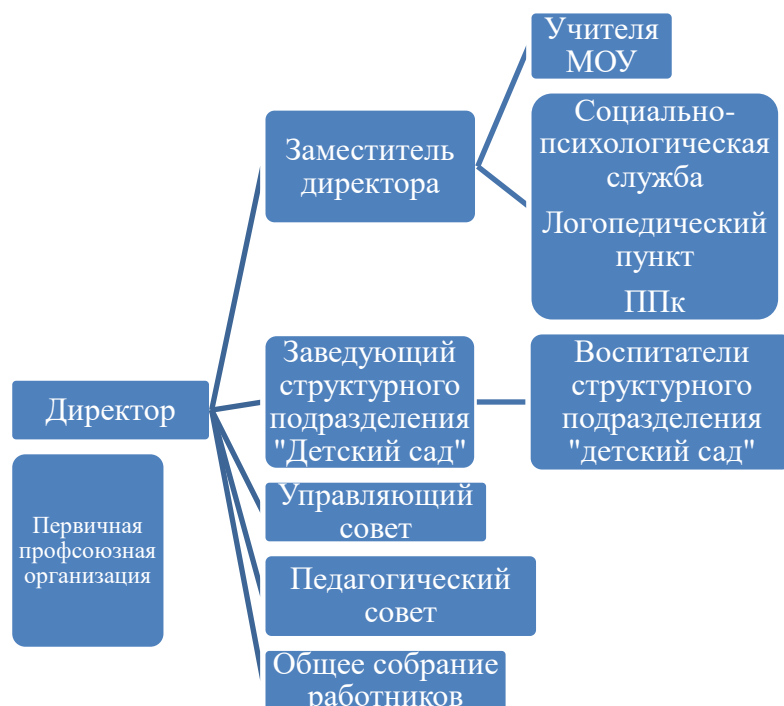 Учителя
МОУ
Социально-
психологическая
служба
Логопедический
пункт
ППк
Заместитель
директора
Заведующий
структурного
подразделения
"Детский сад"
Воспитатели
структурного
подразделения
"детский сад"
Директор
Управляющий
совет
Первичная
профсоюзная
организация
Педагогический
совет
Общее собрание
работников